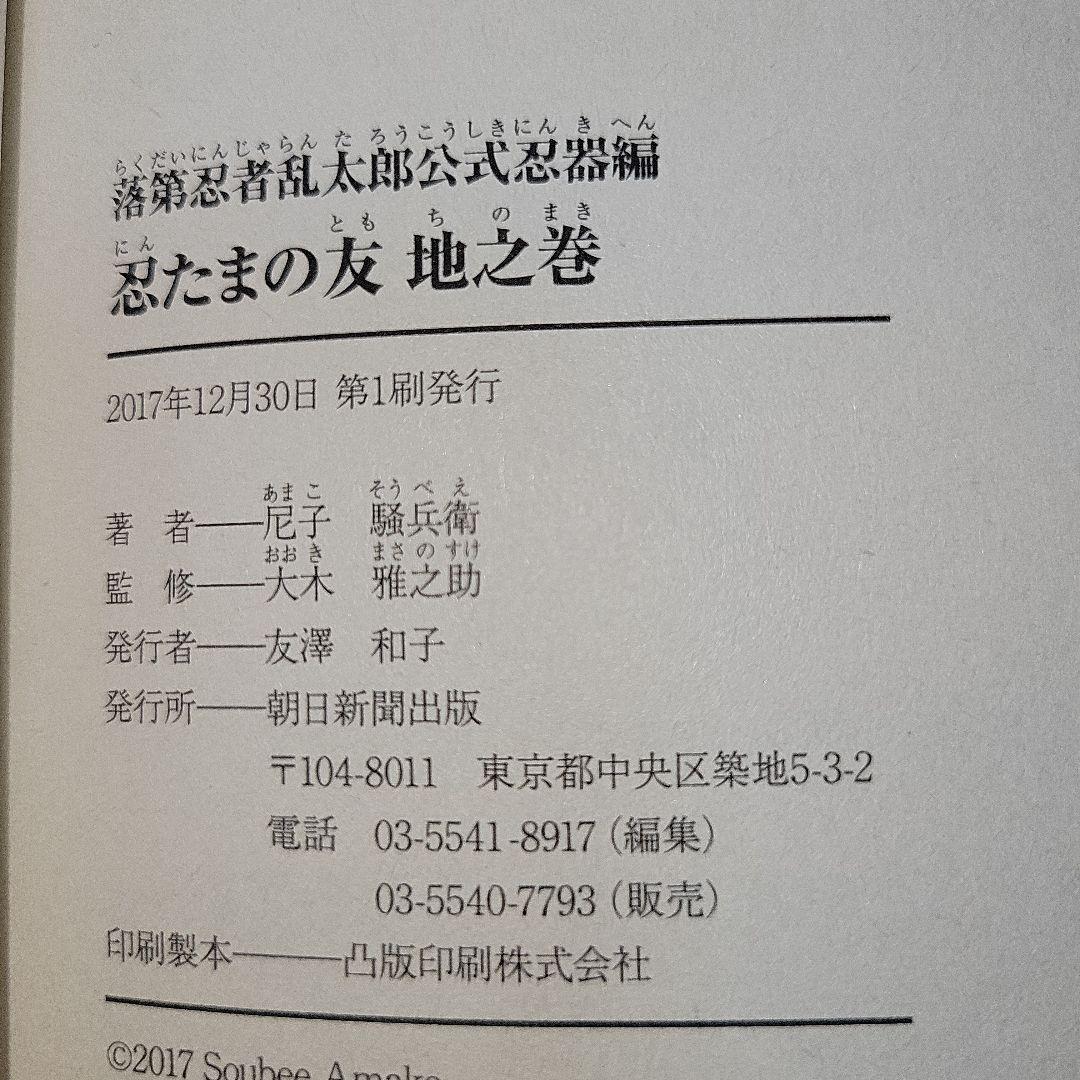 らくだいにんじゃらんたろうこうしきにんきへん
落第忍者乱太郎公式忍器編
にん とも ち の まき
忍たまの友 地之巻
2017年12月30日 第1刷発行
あまこ そうべえ
著 者――尼子 騒兵衛
おおき まさのすけ
監 修――大木 雅之助
発行者――友澤 和子
発行所――朝日新聞出版
〒104-8011 東京都中央区築地5-3-2
電話 03-5541-8917（編集）
03-5540-7793（販売）
印刷製本――凸版印刷株式会社
©2017 Soubee Amako